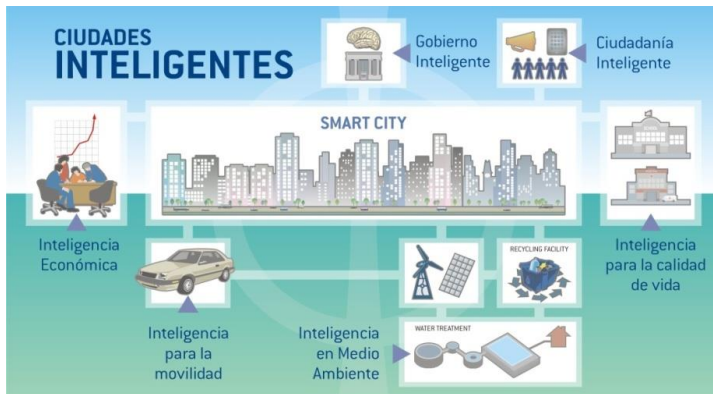 CIUDADES
INTELIGENTES
Gobierno
Inteligente
Ciudadanía
Inteligente
SMART CITY
Inteligencia
Económica
RECYCLING FACILITY
Inteligencia
para la calidad
de vida
Inteligencia
para la
movilidad
Inteligencia
en Medio
Ambiente
WATER TREATMENT